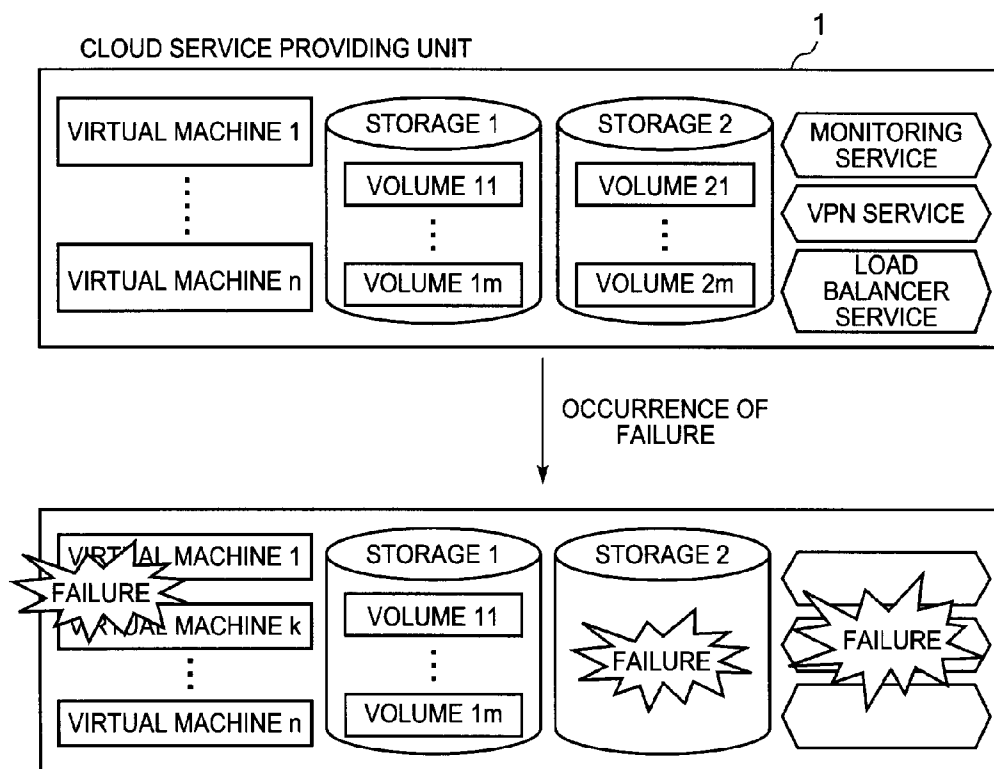 1
CLOUD SERVICE PROVIDING UNIT
VIRTUAL MACHINE 1
VIRTUAL MACHINE n
STORAGE 1
VOLUME 11
VOLUME 1m
STORAGE 2
VOLUME 21
VOLUME 2m
MONITORING
SERVICE
VPN SERVICE
LOAD
BALANCER
SERVICE
OCCURRENCE OF
FAILURE
VIRTUAL MACHINE 1
FAILURE
VIRTUAL MACHINE k
VIRTUAL MACHINE n
STORAGE 1
VOLUME 11
VOLUME 1m
STORAGE 2
FAILURE
FAILURE